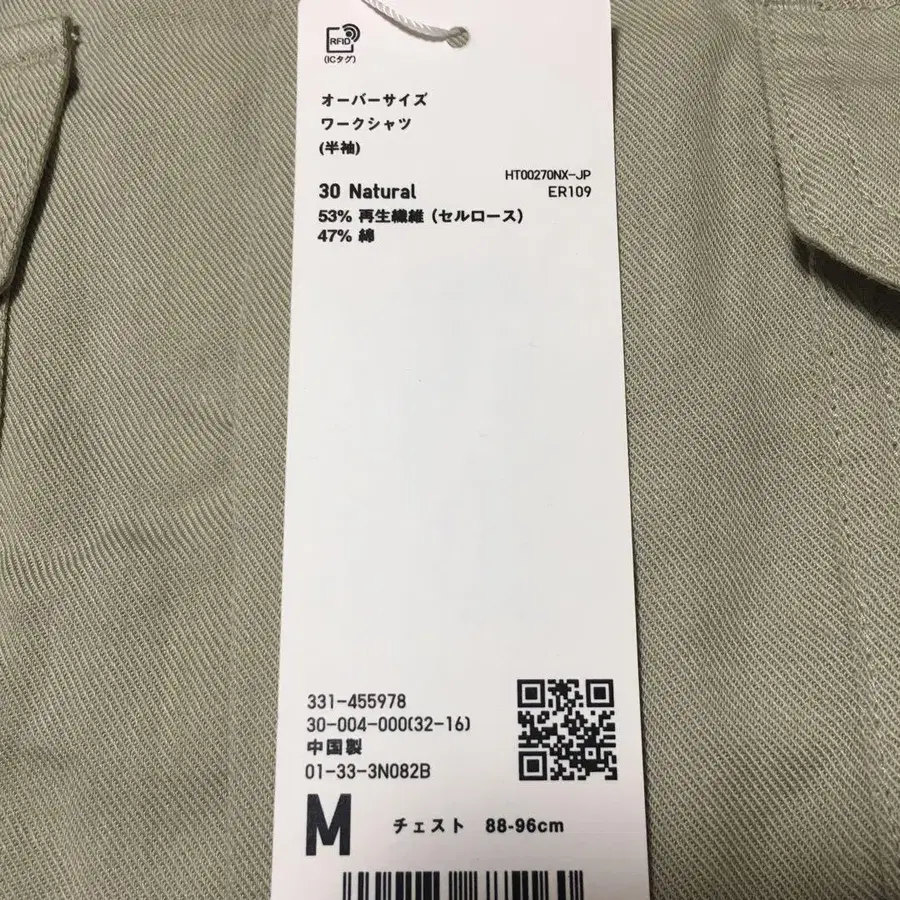 RFID
(ICタグ)
オーバーサイズ
ワークシャツ
(半袖)
HT00270NX-JP
30 Natural
ER109
53% 再生繊維 (セルロース)
47% 綿
331-455978
30-004-000(32-16)
中国製
01-33-3N082B
M チェスト 88-96cm